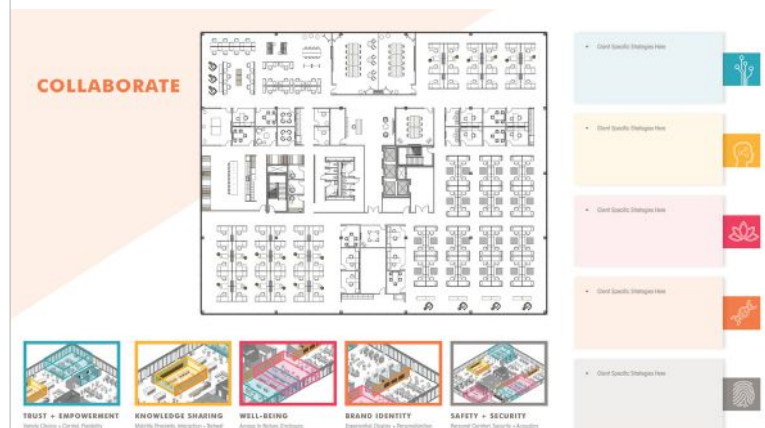 COLLABORATE
• Client Specific Strategies Here
• Client Specific Strategies Here
• Client Specific Strategies Here
• Client Specific Strategies Here
• Client Specific Strategies Here
TRUST + EMPOWERMENT
KNOWLEDGE SHARING
WELL-BEING
BRAND IDENTITY
SAFETY + SECURITY